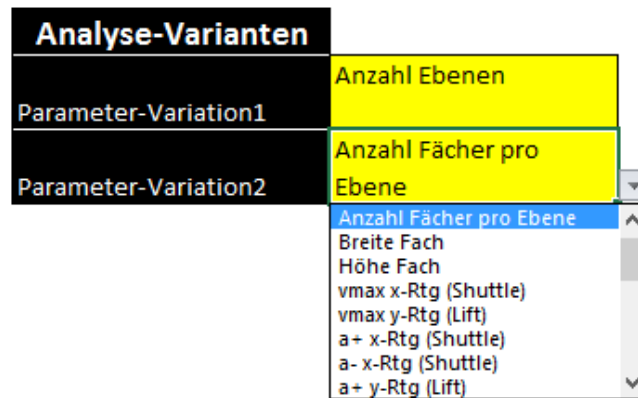 Analyse-Varianten
Anzahl Ebenen
Parameter-Variation1
Anzahl Fächer pro
Ebene
Parameter-Variation2
Anzahl Fächer pro Ebene
Breite Fach
Höhe Fach
vmax x-Rtg (Shuttle)
vmax y-Rtg (Lift)
a+ x-Rtg (Shuttle)
a- x-Rtg (Shuttle)
a+ y-Rtg (Lift)